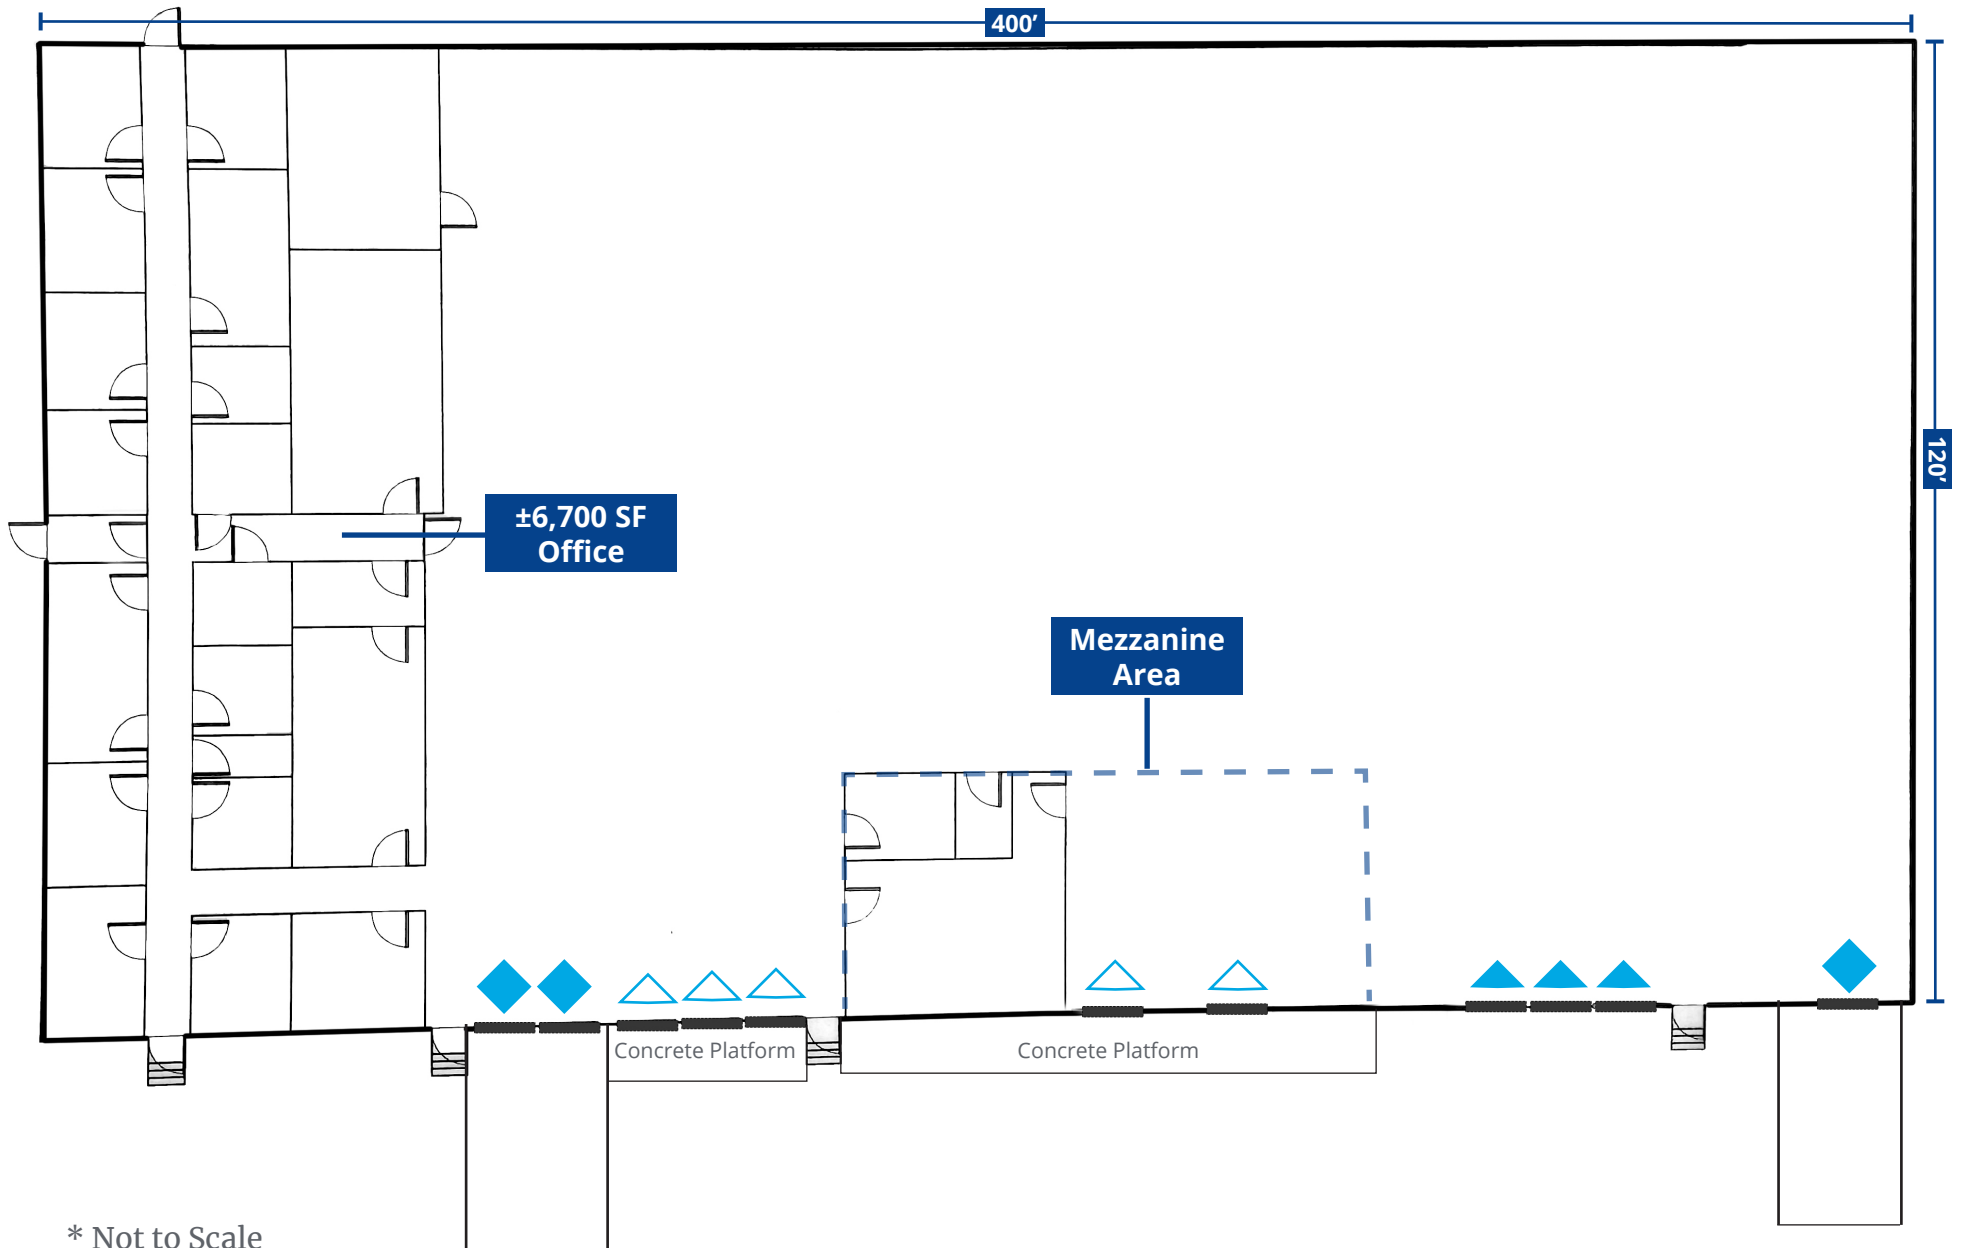 400’
120’
±6,700 SF
Office
Mezzanine
Area
Concrete Platform
Concrete Platform
* Not to Scale